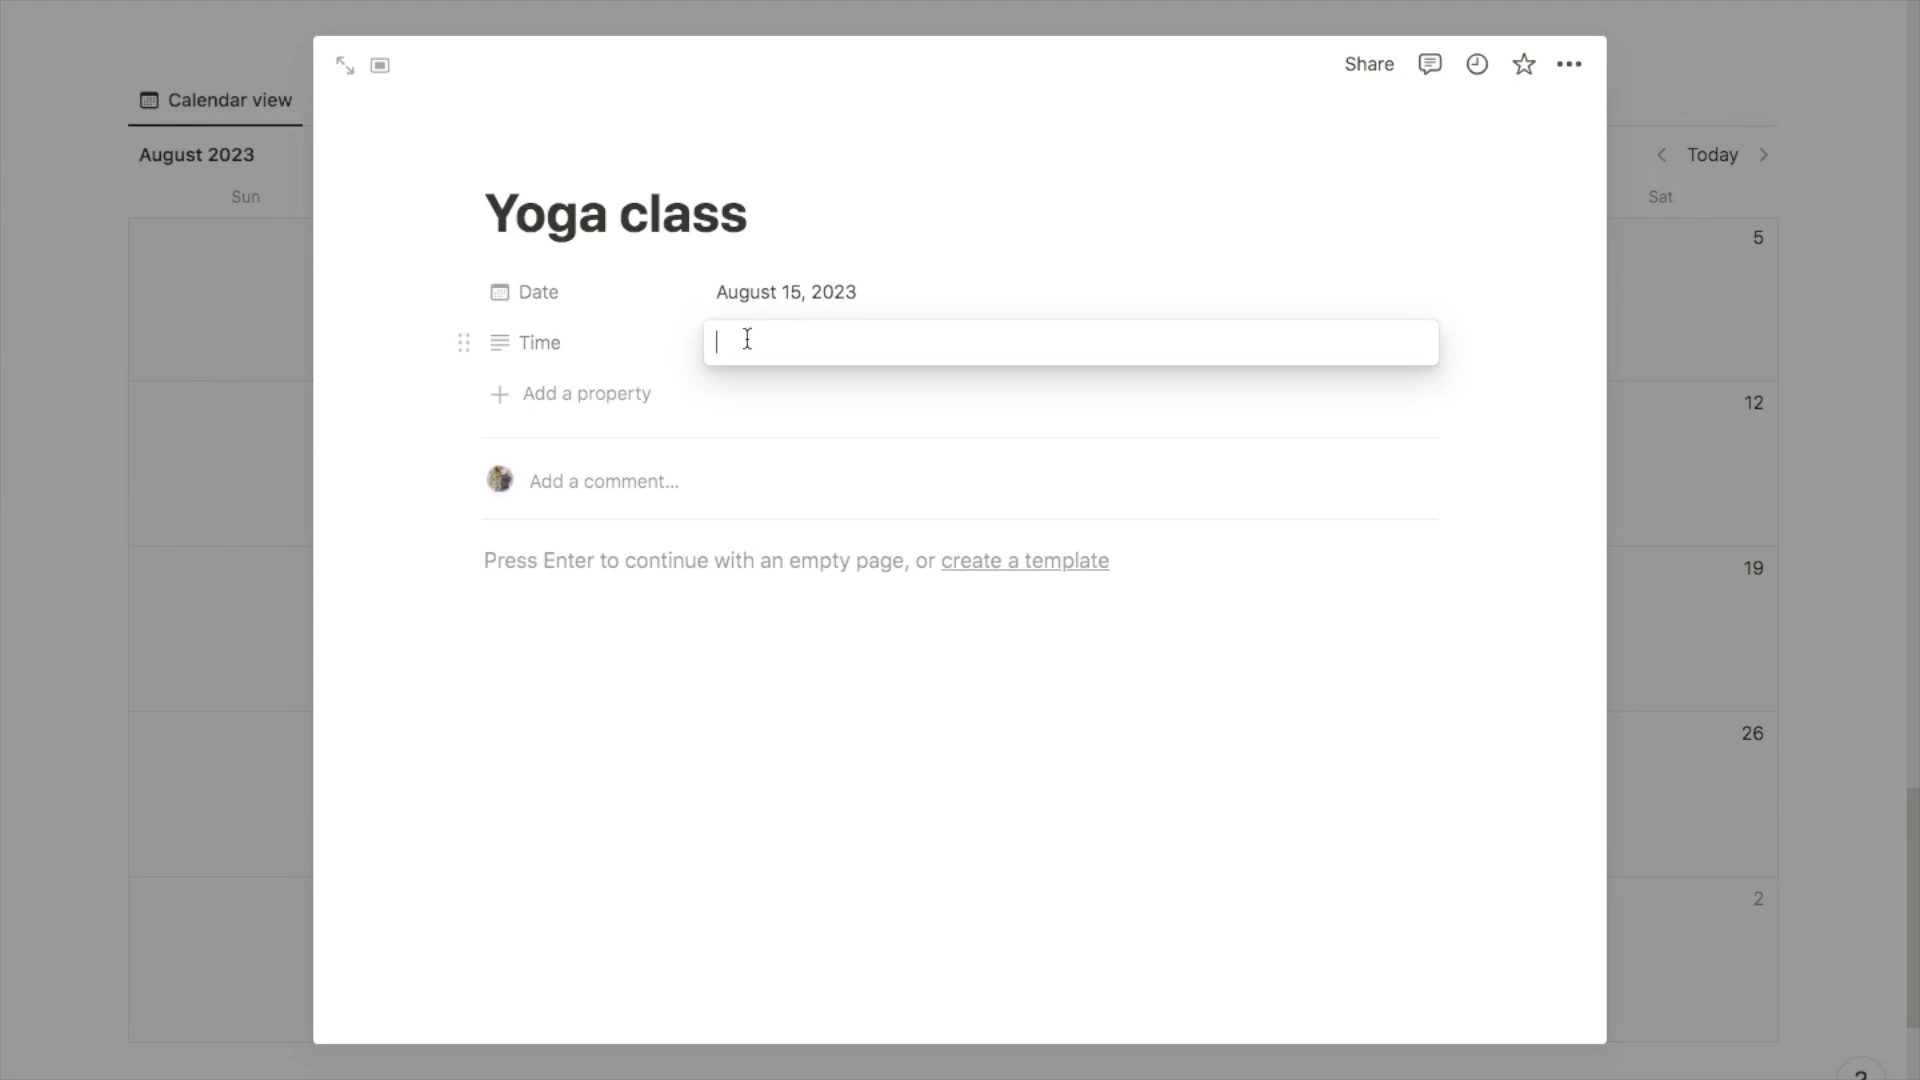 Share
Calendar view
August 2023
Today
Sun
Sat
Yoga class
5
Date
August 15, 2023
Time
Add a property
12
Add a comment...
Press Enter to continue with an empty page, or create a template
19
26
2